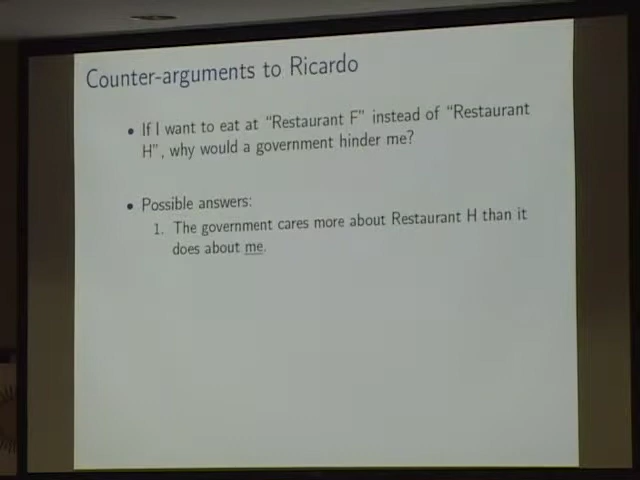 Counter-arguments to Ricardo
• If I want to eat at “Restaurant F” instead of “Restaurant
H”, why would a government hinder me?
• Possible answers:
1. The government cares more about Restaurant H than it
does about me.